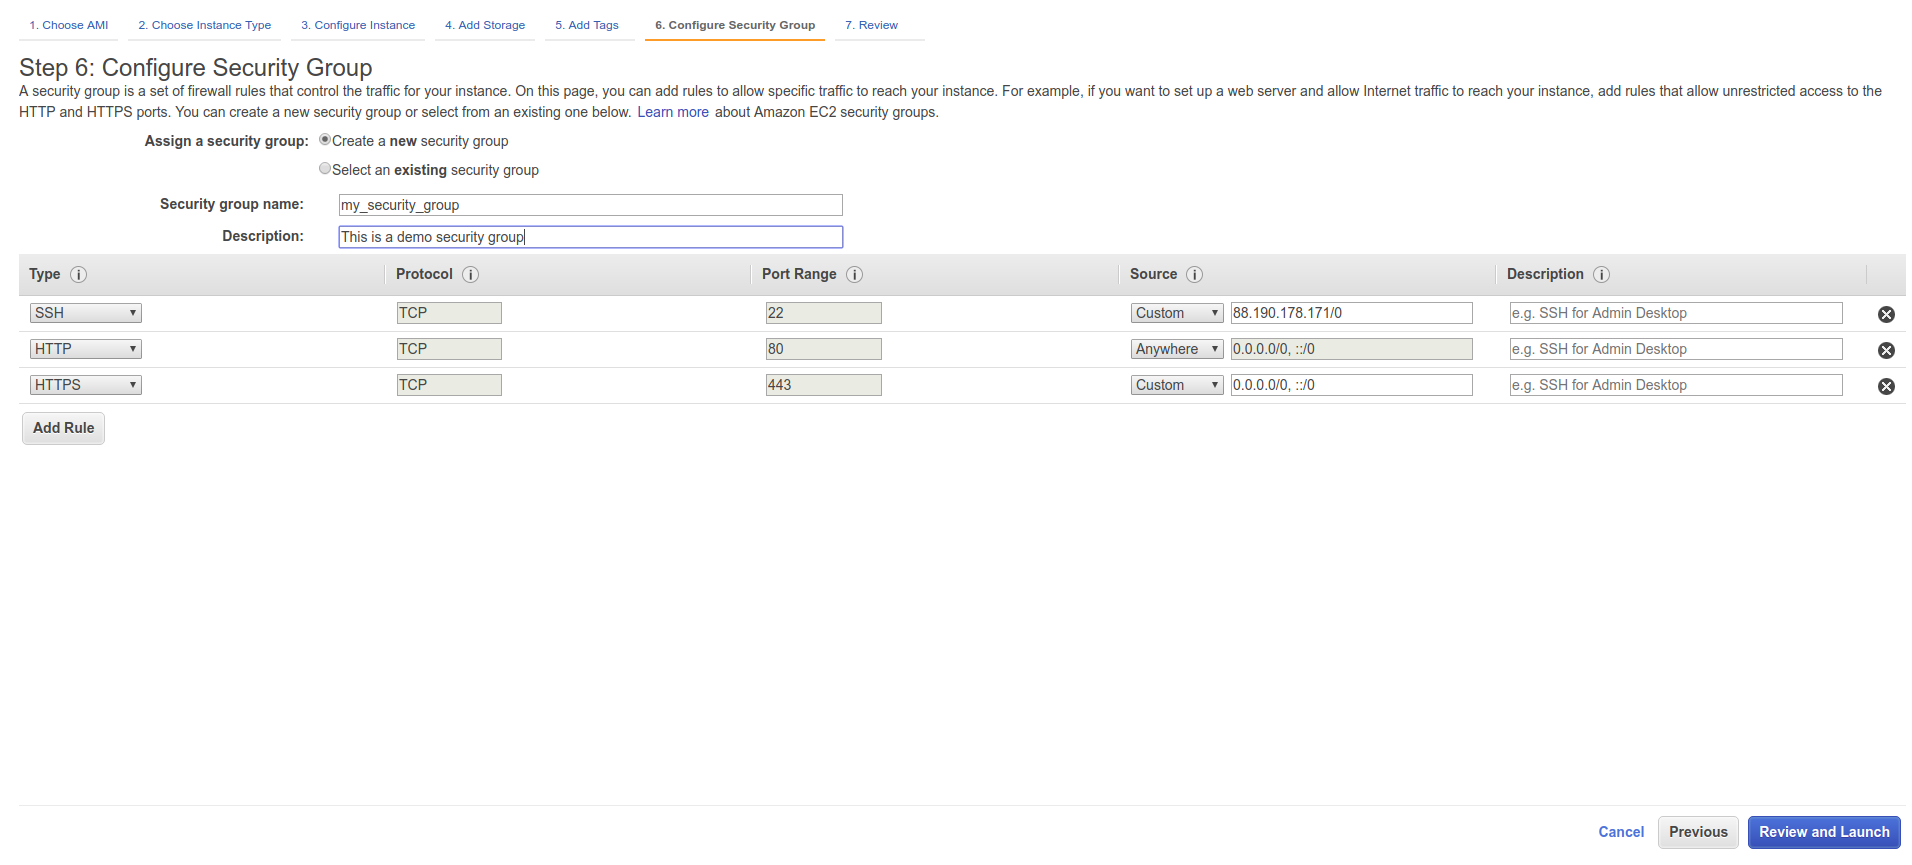 1. Choose AMI 2. Choose Instance Type 3. Configure Instance 4. Add Storage 5. Add Tags 6. Configure Security Group 7. Review
Step 6: Configure Security Group
A security group is a set of firewall rules that control the traffic for your instance. On this page, you can add rules to allow specific traffic to reach your instance. For example, if you want to set up a web server and allow Internet traffic to reach your instance, add rules that allow unrestricted access to the
HTTP and HTTPS ports. You can create a new security group or select from an existing one below. Learn more about Amazon EC2 security groups.
Assign a security group: Create a new security group
Select an existing security group
Security group name: my_security_group
Description: This is a demo security group
Type i Protocol i Port Range i Source i Description i
SSH TCP 22 Custom 88.190.178.171/0 e.g. SSH for Admin Desktop
HTTP TCP 80 Anywhere 0.0.0.0/0, ::/0 e.g. SSH for Admin Desktop
HTTPS TCP 443 Custom 0.0.0.0/0, ::/0 e.g. SSH for Admin Desktop
Add Rule
Cancel Previous Review and Launch